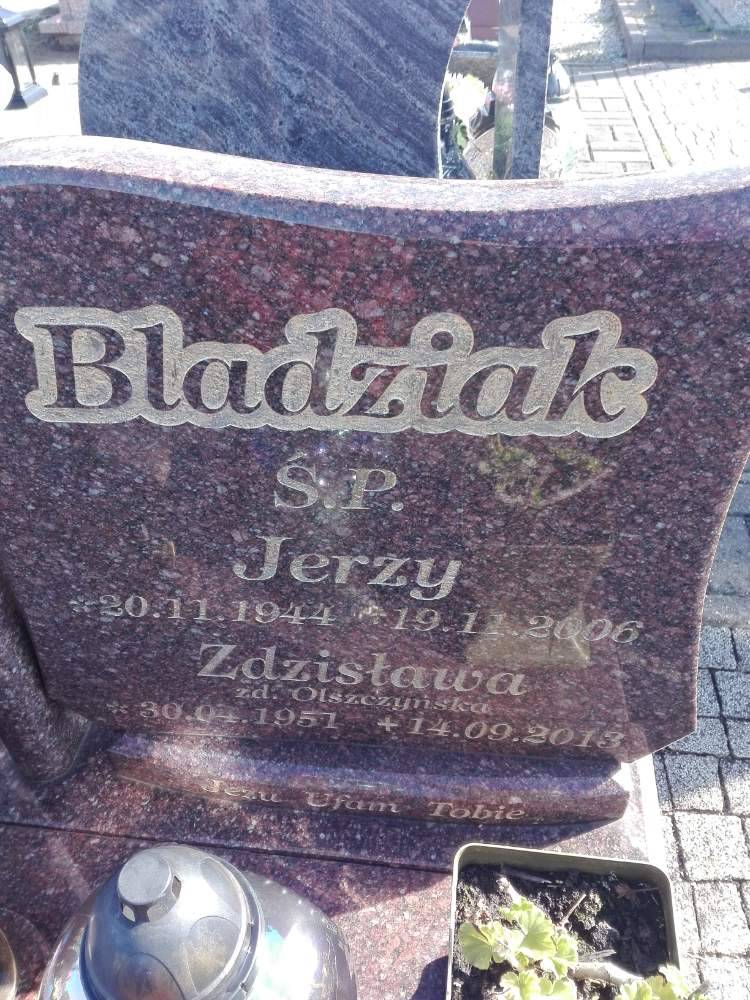 Bladziak
Ś.P.
Jerzy
*20.11.1944 +19.11.2006
Zdzisława
zd. Olszczyńska
*30.04.1951 +14.09.2013
Jezu Ufam Tobie